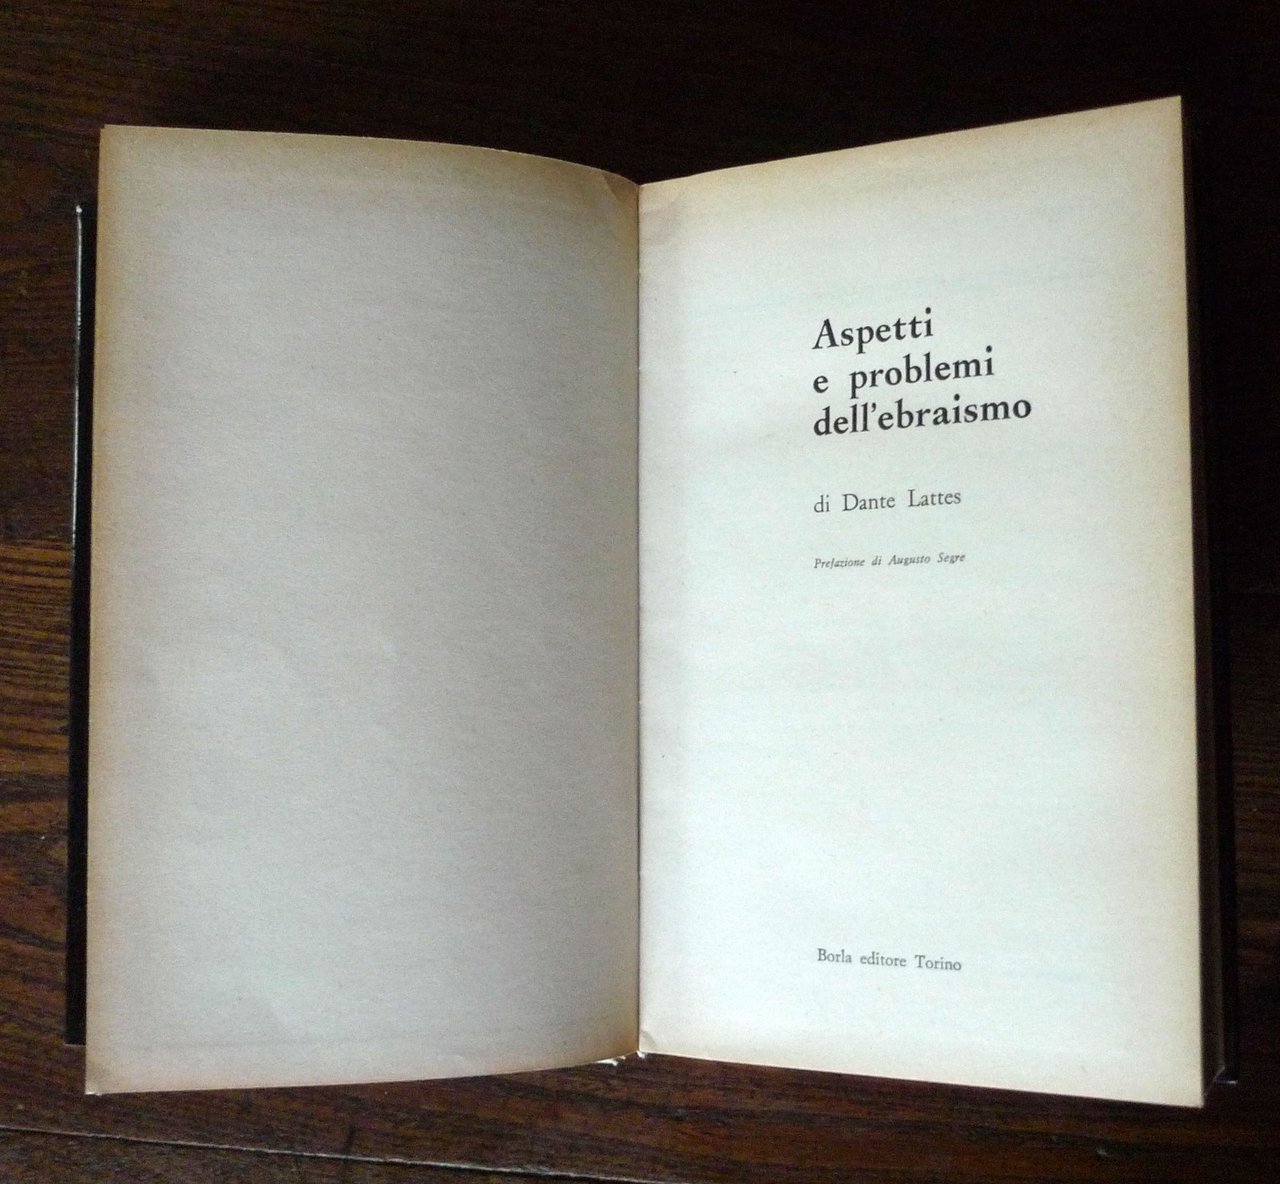 Aspetti
e problemi
dell'ebraismo
di Dante Lattes
Prefazione di Augusto Segre
Borla editore Torino